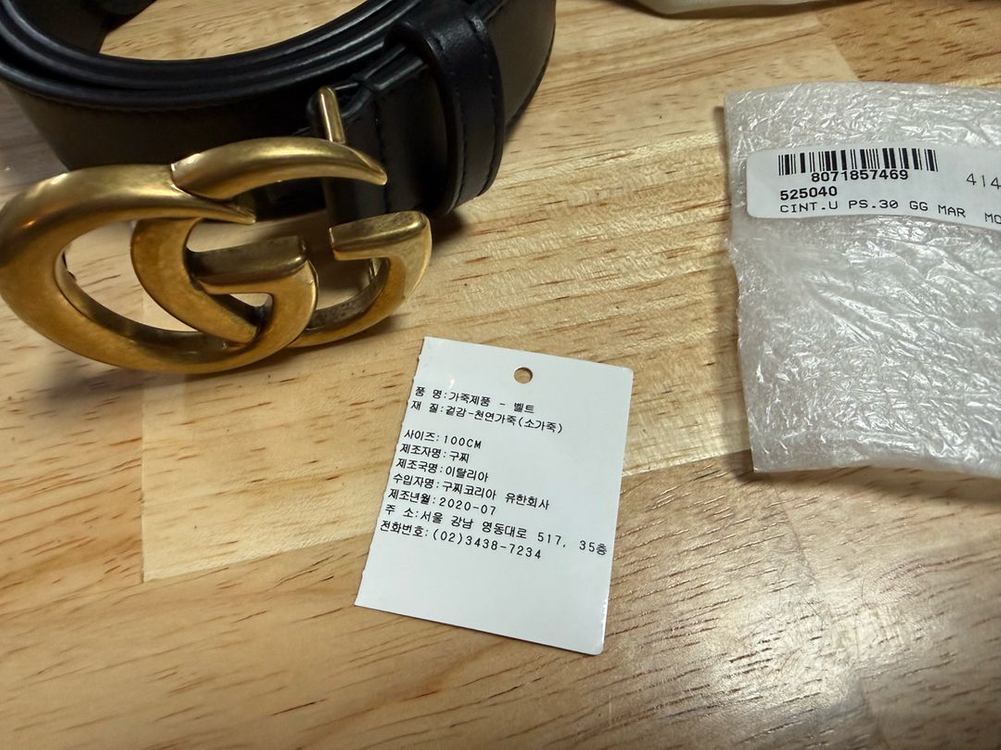 8071857469
525040
CINT.U PS.30 GG MAR MO
414
품 명:가죽제품 - 벨트
재 질:겉감-천연가죽(소가죽)
사이즈:100CM
제조자명:구찌
제조국명:이탈리아
수입자명:구찌코리아 유한회사
제조년월:2020-07
주 소:서울 강남 영동대로 517, 35층
전화번호:(02)3438-7234